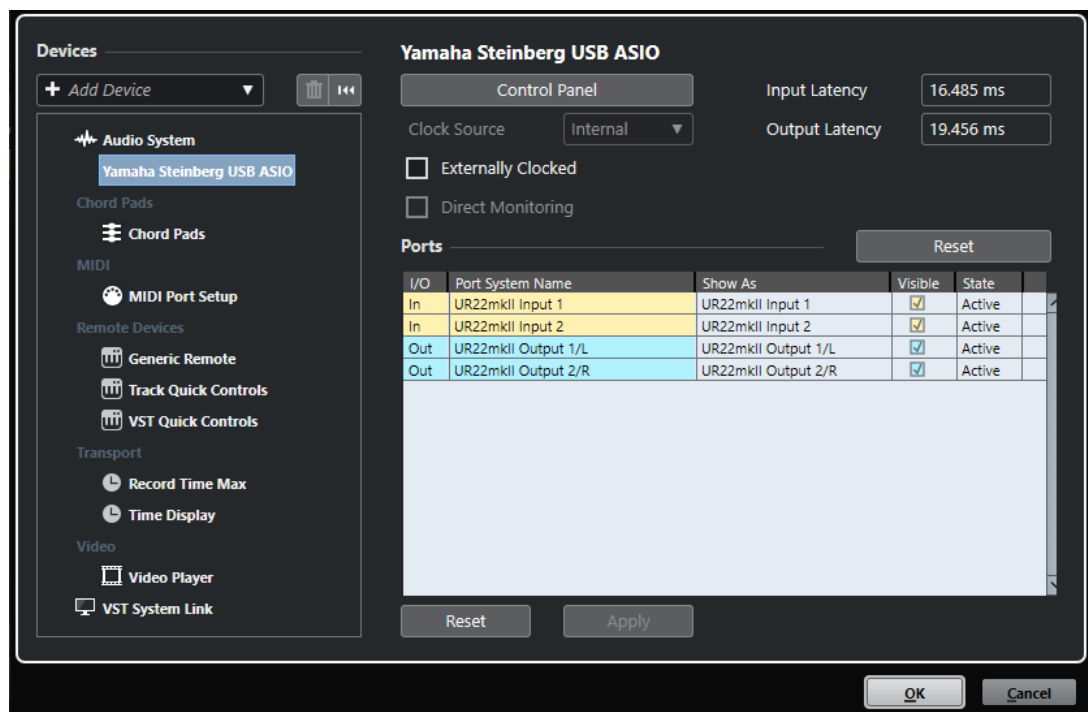 Devices
Add Device
Audio System
Yamaha Steinberg USB ASIO
Chord Pads
Chord Pads
MIDI
MIDI Port Setup
Remote Devices
Generic Remote
Track Quick Controls
VST Quick Controls
Transport
Record Time Max
Time Display
Video
Video Player
VST System Link
Yamaha Steinberg USB ASIO
Control Panel Input Latency 16.485 ms
Clock Source Internal Output Latency 19.456 ms
Externally Clocked
Direct Monitoring
Ports Reset
I/O Port System Name Show As Visible State
In UR22mkII Input 1 UR22mkII Input 1 Active
In UR22mkII Input 2 UR22mkII Input 2 Active
Out UR22mkII Output 1/L UR22mkII Output 1/L Active
Out UR22mkII Output 2/R UR22mkII Output 2/R Active
Reset Apply
OK Cancel